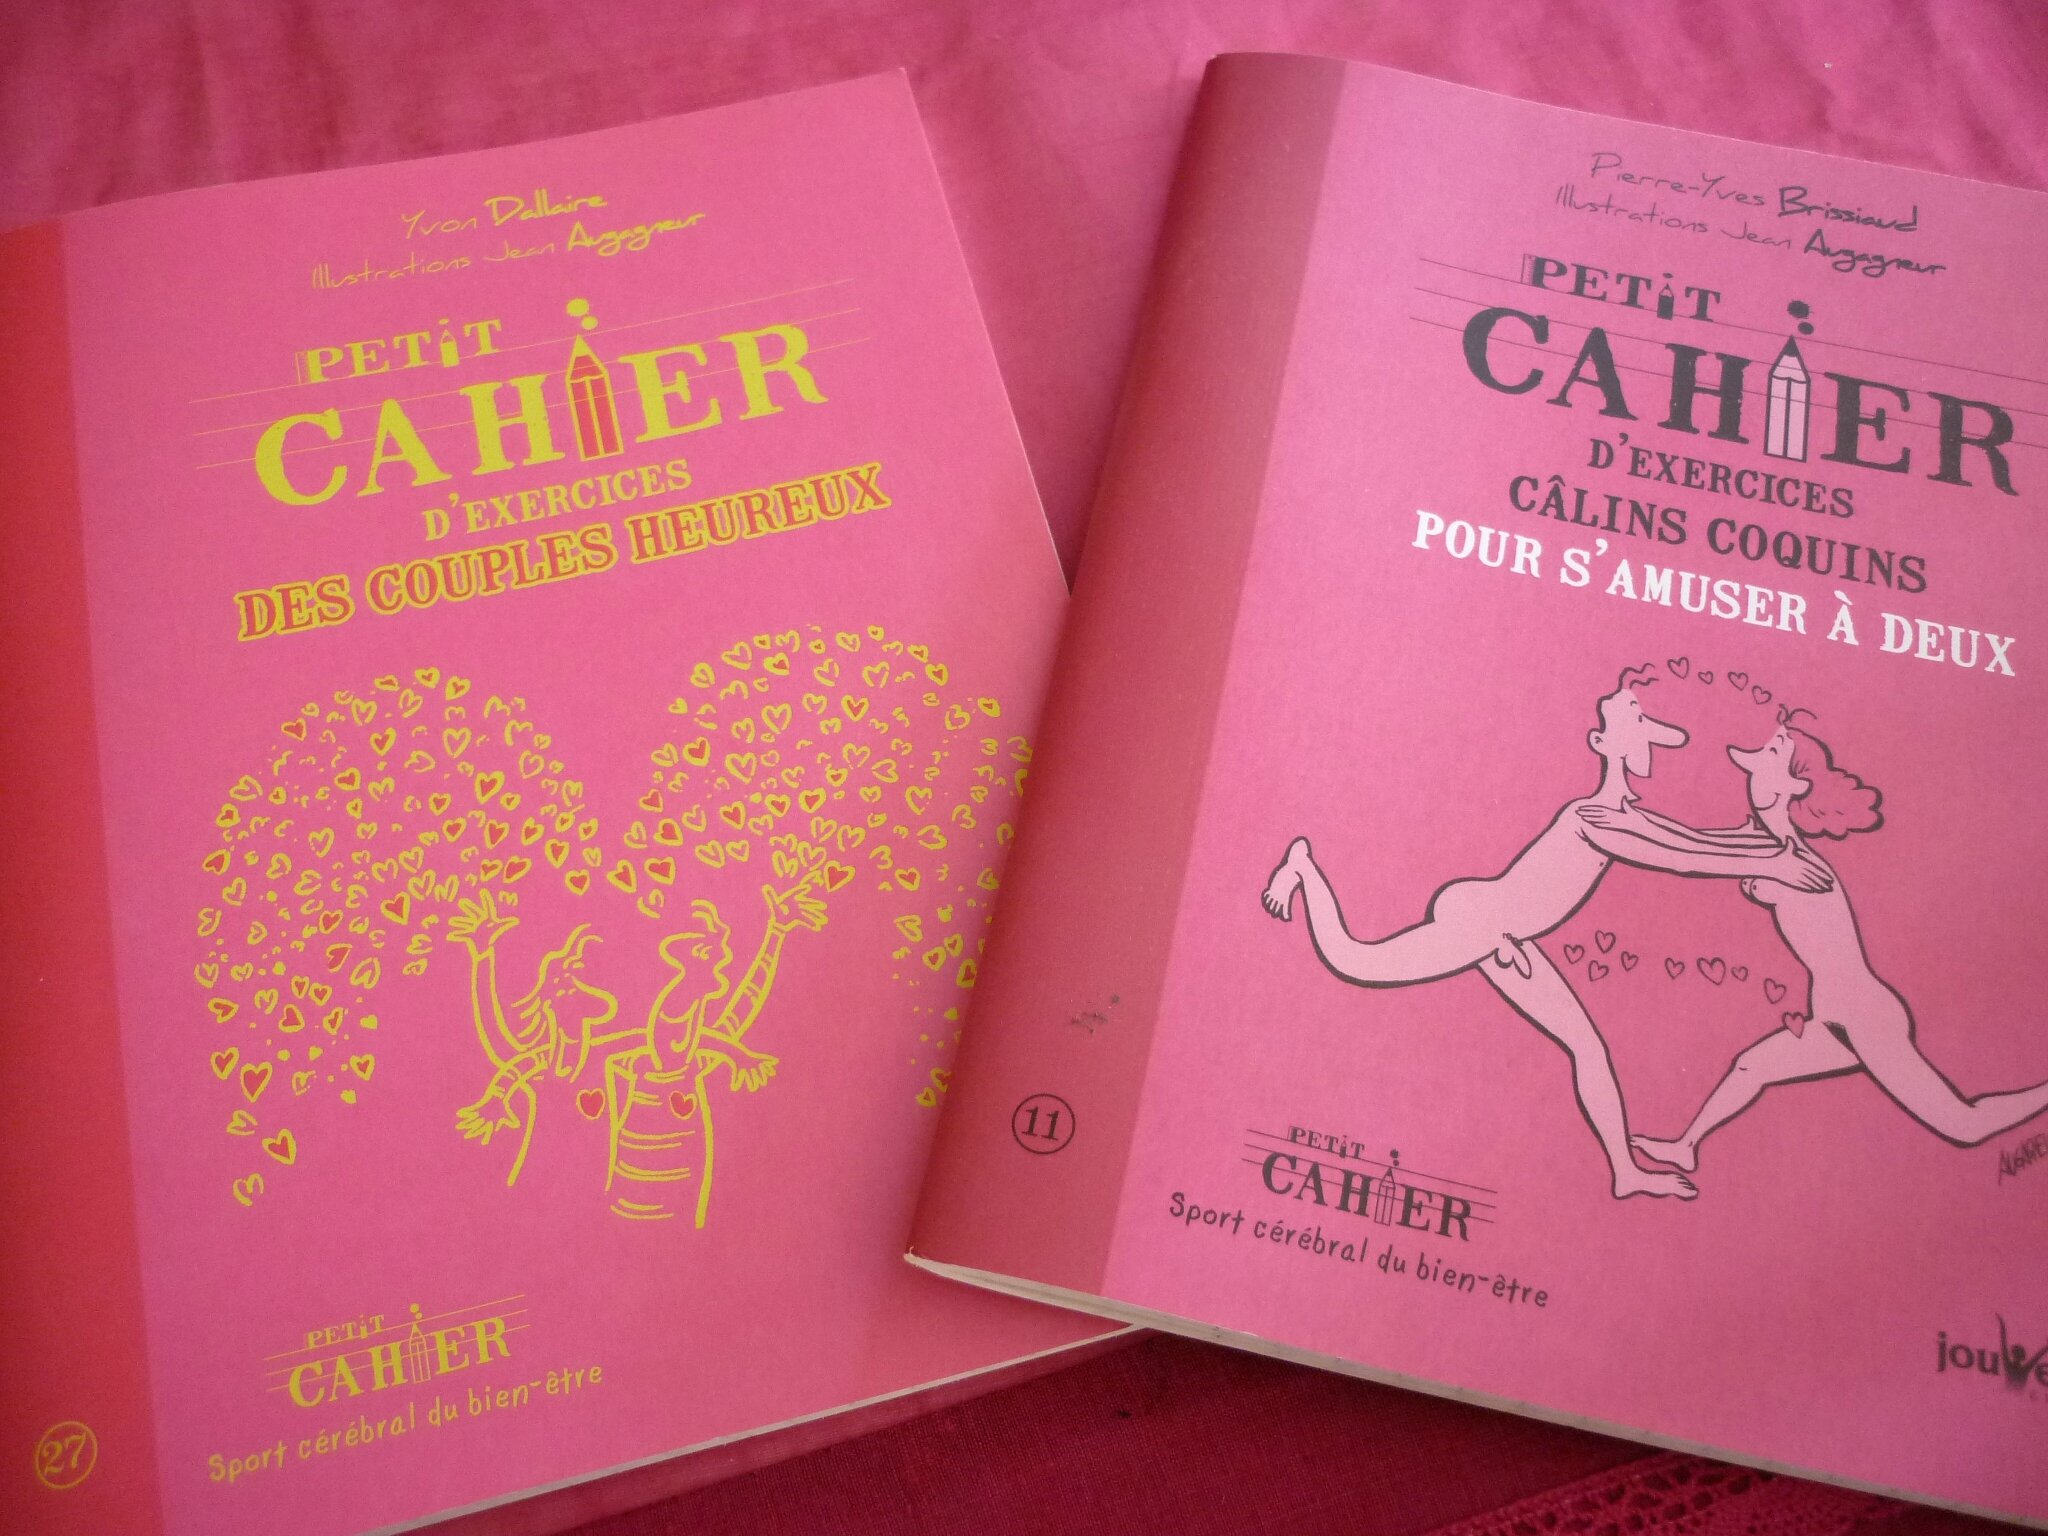 Yvon Dallaire
Illustrations Jean Augagneur
PETIT
CAHIER
D'EXERCICES
DES COUPLES HEUREUX
PETIT
CAHIER
Sport cérébral du bien-être
27
Pierre-Yves Brissiaud
Illustrations Jean Augagneur
PETIT
CAHIER
D'EXERCICES
CÂLINS COQUINS
POUR S'AMUSER À DEUX
11
PETIT
CAHIER
Sport cérébral du bien-être